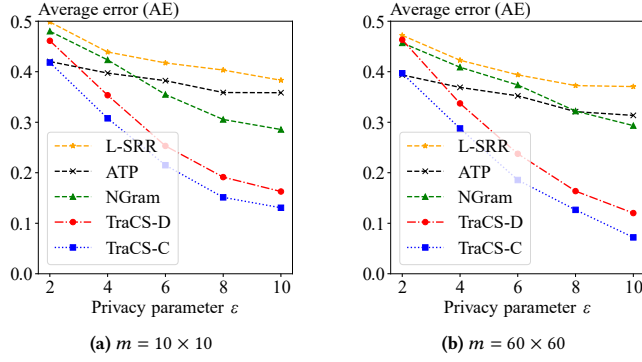 Average error (AE)
0.5
0.4
0.3
0.2
0.1
0.0
L-SRR
ATP
NGram
TraCS-D
TraCS-C
2 4 6 8 10
Privacy parameter ε
(a) m = 10 × 10
Average error (AE)
0.5
0.4
0.3
0.2
0.1
0.0
L-SRR
ATP
NGram
TraCS-D
TraCS-C
2 4 6 8 10
Privacy parameter ε
(b) m = 60 × 60